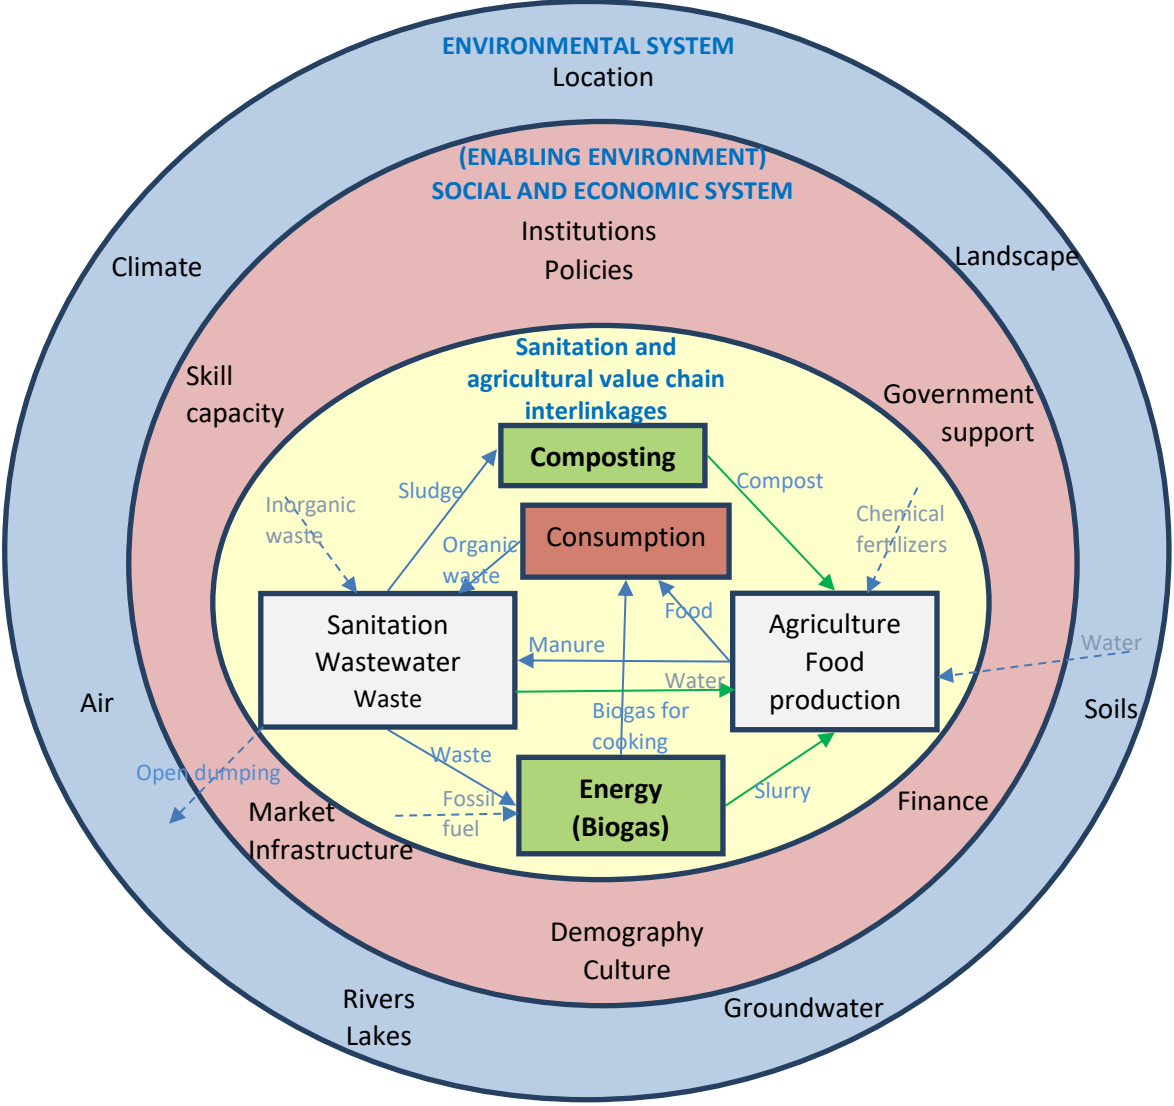 ENVIRONMENTAL SYSTEM
Location
(ENABLING ENVIRONMENT)
SOCIAL AND ECONOMIC SYSTEM
Institutions
Policies
Climate
Landscape
Skill
capacity
Government
support
Sanitation and
agricultural value chain
interlinkages
Composting
Sludge
Compost
Inorganic
waste
Chemical
fertilizers
Consumption
Organic
waste
Food
Sanitation
Wastewater
Waste
Agriculture
Food
production
Manure
Water
Water
Biogas for
cooking
Air
Soils
Waste
Open dumping
Fossil
fuel
Energy
(Biogas)
Slurry
Market
Infrastructure
Finance
Demography
Culture
Rivers
Lakes
Groundwater